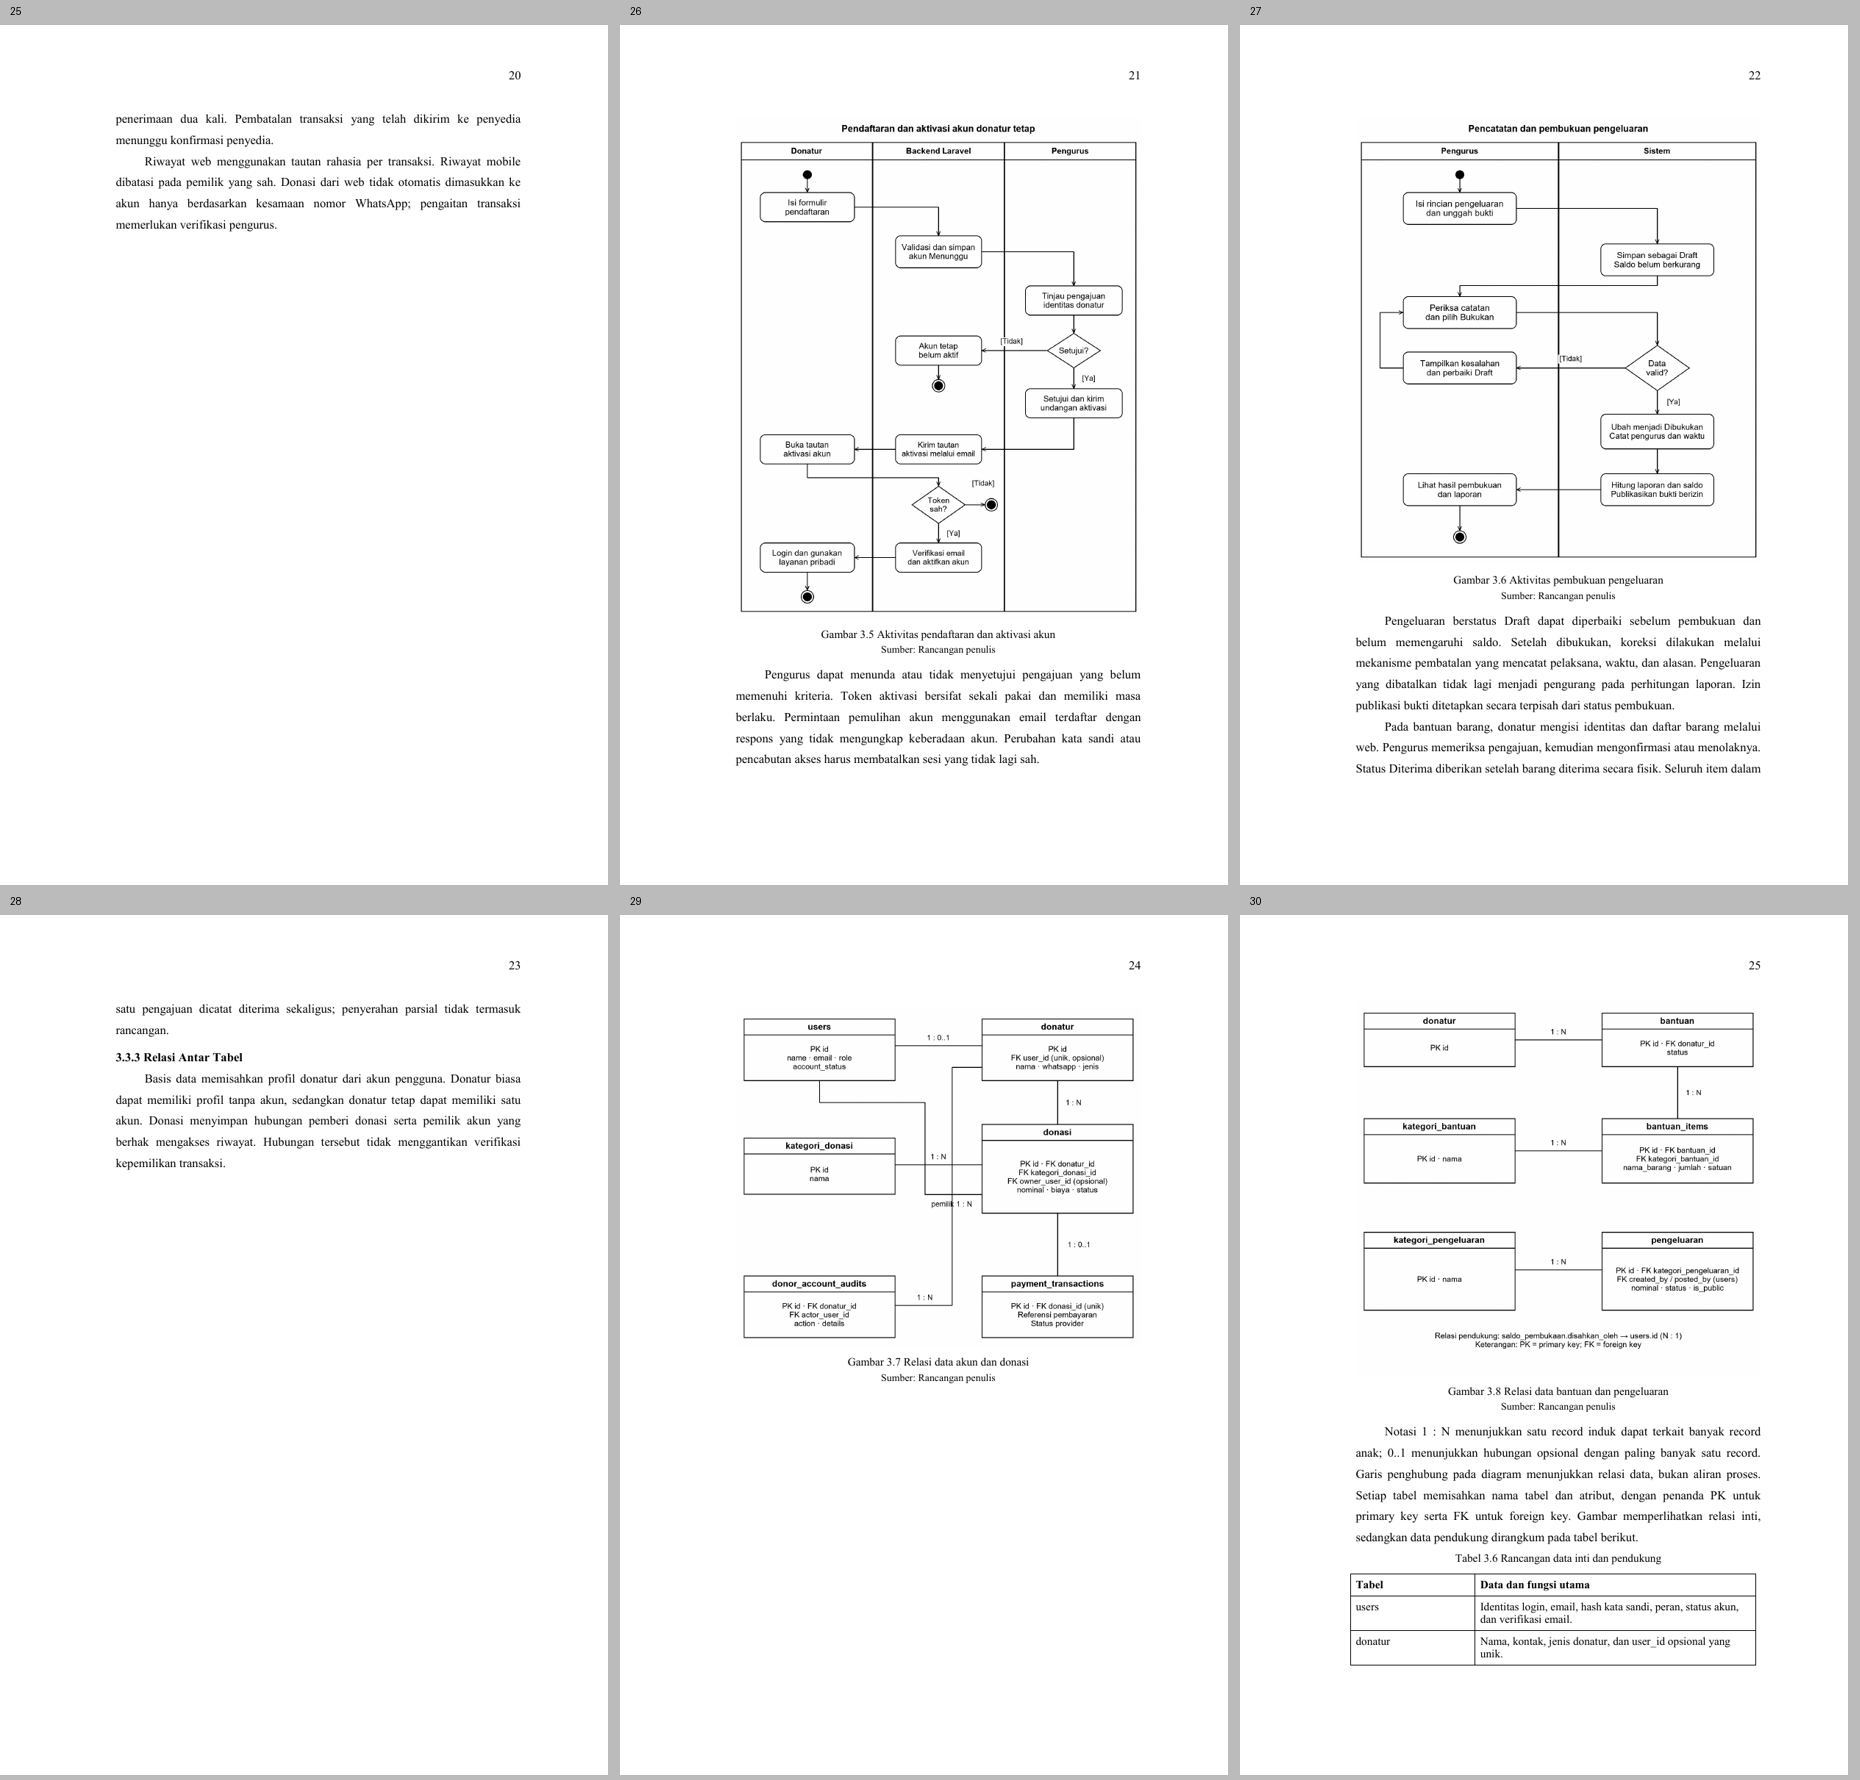 25
20
penerimaan dua kali. Pembatalan transaksi yang telah dikirim ke penyedia
menunggu konfirmasi penyedia.
Riwayat web menggunakan tautan rahasia per transaksi. Riwayat mobile
dibatasi pada pemilik yang sah. Donasi dari web tidak otomatis dimasukkan ke
akun hanya berdasarkan kesamaan nomor WhatsApp; pengaitan transaksi
memerlukan verifikasi pengurus.
26
21
Pendaftaran dan aktivasi akun donatur tetap
Donatur
Backend Laravel
Pengurus
Isi formulir
pendaftaran
Validasi dan simpan
akun Menunggu
Tinjau pengajuan
identitas donatur
Akun tetap
belum aktif
[Tidak]
Setujui?
[Ya]
Setujui dan kirim
undangan aktivasi
Buka tautan
aktivasi akun
Kirim tautan
aktivasi melalui email
[Tidak]
Token
sah?
[Ya]
Login dan gunakan
layanan pribadi
Verifikasi email
dan aktifkan akun
Gambar 3.5 Aktivitas pendaftaran dan aktivasi akun
Sumber: Rancangan penulis
Pengurus dapat menunda atau tidak menyetujui pengajuan yang belum
memenuhi kriteria. Token aktivasi bersifat sekali pakai dan memiliki masa
berlaku. Permintaan pemulihan akun menggunakan email terdaftar dengan
respons yang tidak mengungkap keberadaan akun. Perubahan kata sandi atau
pencabutan akses harus membatalkan sesi yang tidak lagi sah.
27
22
Pencatatan dan pembukuan pengeluaran
Pengurus
Sistem
Isi rincian pengeluaran
dan unggah bukti
Simpan sebagai Draft
Saldo belum berkurang
Periksa catatan
dan pilih Bukukan
Tampilkan kesalahan
dan perbaiki Draft
[Tidak]
Data
valid?
[Ya]
Ubah menjadi Dibukukan
Catat pengurus dan waktu
Lihat hasil pembukuan
dan laporan
Hitung laporan dan saldo
Publikasikan bukti berizin
Gambar 3.6 Aktivitas pembukuan pengeluaran
Sumber: Rancangan penulis
Pengeluaran berstatus Draft dapat diperbaiki sebelum pembukuan dan
belum memengaruhi saldo. Setelah dibukukan, koreksi dilakukan melalui
mekanisme pembatalan yang mencatat pelaksana, waktu, dan alasan. Pengeluaran
yang dibatalkan tidak lagi menjadi pengurang pada perhitungan laporan. Izin
publikasi bukti ditetapkan secara terpisah dari status pembukuan.
Pada bantuan barang, donatur mengisi identitas dan daftar barang melalui
web. Pengurus memeriksa pengajuan, kemudian mengonfirmasi atau menolaknya.
Status Diterima diberikan setelah barang diterima secara fisik. Seluruh item dalam
28
23
satu pengajuan dicatat diterima sekaligus; penyerahan parsial tidak termasuk
rancangan.
3.3.3 Relasi Antar Tabel
Basis data memisahkan profil donatur dari akun pengguna. Donatur biasa
dapat memiliki profil tanpa akun, sedangkan donatur tetap dapat memiliki satu
akun. Donasi menyimpan hubungan pemberi donasi serta pemilik akun yang
berhak mengakses riwayat. Hubungan tersebut tidak menggantikan verifikasi
kepemilikan transaksi.
29
24
users
PK id
name · email · role
account_status
1 : 0..1
donatur
PK id
FK user_id (unik, opsional)
nama · whatsapp · jenis
1 : N
kategori_donasi
PK id
nama
1 : N
donasi
PK id · FK donatur_id
FK kategori_donasi_id
FK owner_user_id (opsional)
nominal · biaya · status
pemilik 1 : N
1 : 0..1
donor_account_audits
PK id · FK donatur_id
FK actor_user_id
action · details
1 : N
payment_transactions
PK id · FK donasi_id (unik)
Referensi pembayaran
Status provider
Gambar 3.7 Relasi data akun dan donasi
Sumber: Rancangan penulis
30
25
donatur
PK id
1 : N
bantuan
PK id · FK donatur_id
status
1 : N
kategori_bantuan
PK id · nama
1 : N
bantuan_items
PK id · FK bantuan_id
FK kategori_bantuan_id
nama_barang · jumlah · satuan
kategori_pengeluaran
PK id · nama
1 : N
pengeluaran
PK id · FK kategori_pengeluaran_id
FK created_by / posted_by (users)
nominal · status · is_public
Relasi pendukung: saldo_pembukaan.disahkan_oleh → users.id (N : 1)
Keterangan: PK = primary key; FK = foreign key
Gambar 3.8 Relasi data bantuan dan pengeluaran
Sumber: Rancangan penulis
Notasi 1 : N menunjukkan satu record induk dapat terkait banyak record
anak; 0..1 menunjukkan hubungan opsional dengan paling banyak satu record.
Garis penghubung pada diagram menunjukkan relasi data, bukan aliran proses.
Setiap tabel memisahkan nama tabel dan atribut, dengan penanda PK untuk
primary key serta FK untuk foreign key. Gambar memperlihatkan relasi inti,
sedangkan data pendukung dirangkum pada tabel berikut.
Tabel 3.6 Rancangan data inti dan pendukung
Tabel
Data dan fungsi utama
users
Identitas login, email, hash kata sandi, peran, status akun,
dan verifikasi email.
donatur
Nama, kontak, jenis donatur, dan user_id opsional yang
unik.